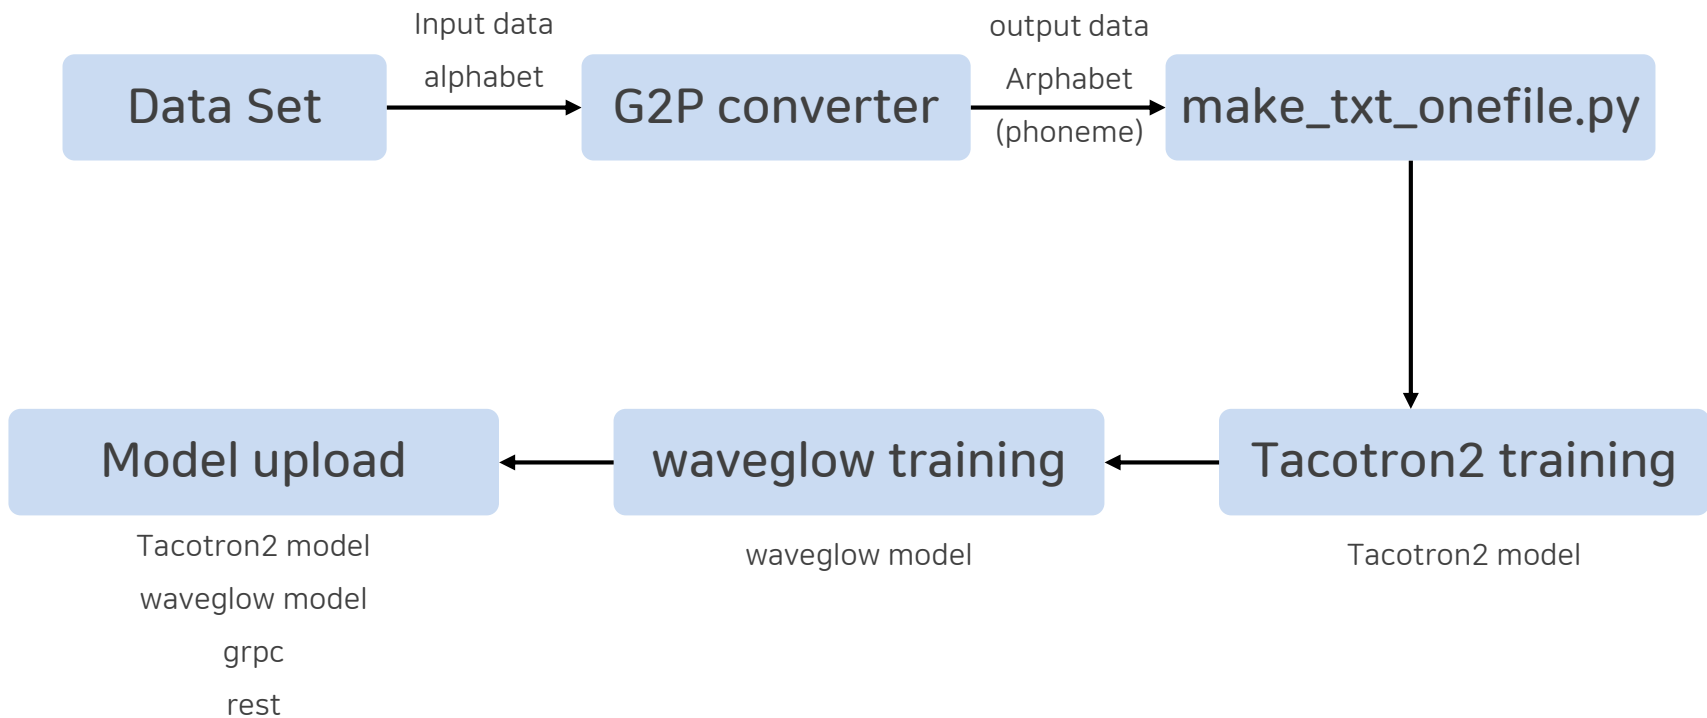 Input data
alphabet
output data
Arphabet
(phoneme)
Data Set
G2P converter
make_txt_onefile.py
Model upload
waveglow training
Tacotron2 training
Tacotron2 model
waveglow model
grpc
rest
waveglow model
Tacotron2 model